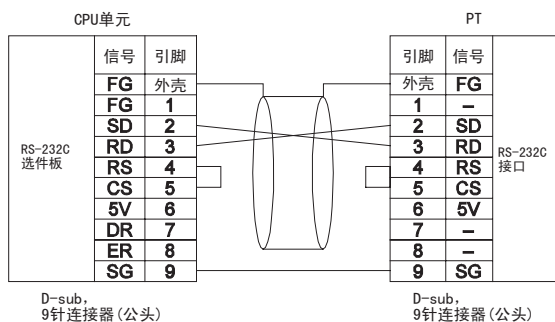 CPU单元
PT
信号 引脚
引脚 信号
FG 外壳
外壳 FG
FG 1
1 –
SD 2
2 SD
RD 3
3 RD
RS-232C
选件板
RS-232C
接口
RS 4
4 RS
CS 5
5 CS
5V 6
6 5V
DR 7
7 –
ER 8
8 –
SG 9
9 SG
D-sub,
9针连接器(公头)
D-sub,
9针连接器(公头)